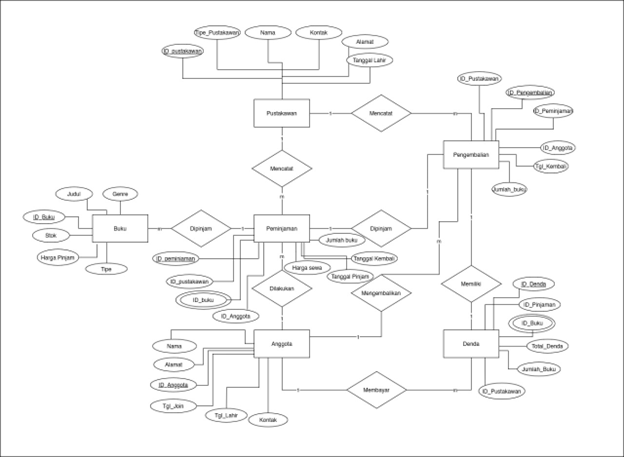 Tipe_Pustakawan
Nama
Kontak
Alamat
ID_pustakawan
Tanggal Lahir
ID_Pustakawan
ID_Pengembalian
ID_Peminjaman
Pustakawan
Mencatat
ID_Anggota
Pengembalian
Tgl_Kembali
Mencatat
Jumlah_buku
Judul
Genre
ID_Buku
Stok
Buku
Dipinjam
Peminjaman
Dipinjam
Jumlah buku
Harga Pinjam
Tipe
ID_peminjaman
Tanggal Kembali
Harga sewa
Tanggal Pinjam
ID_pustakawan
Dilakukan
Mengembalikan
Memiliki
ID_Denda
ID_buku
ID_Pinjaman
ID_Anggota
ID_Buku
Nama
Anggota
Denda
Total_Denda
Alamat
Jumlah_Buku
ID_Anggota
Membayar
ID_Pustakawan
Tgl_Join
Tgl_Lahir
Kontak